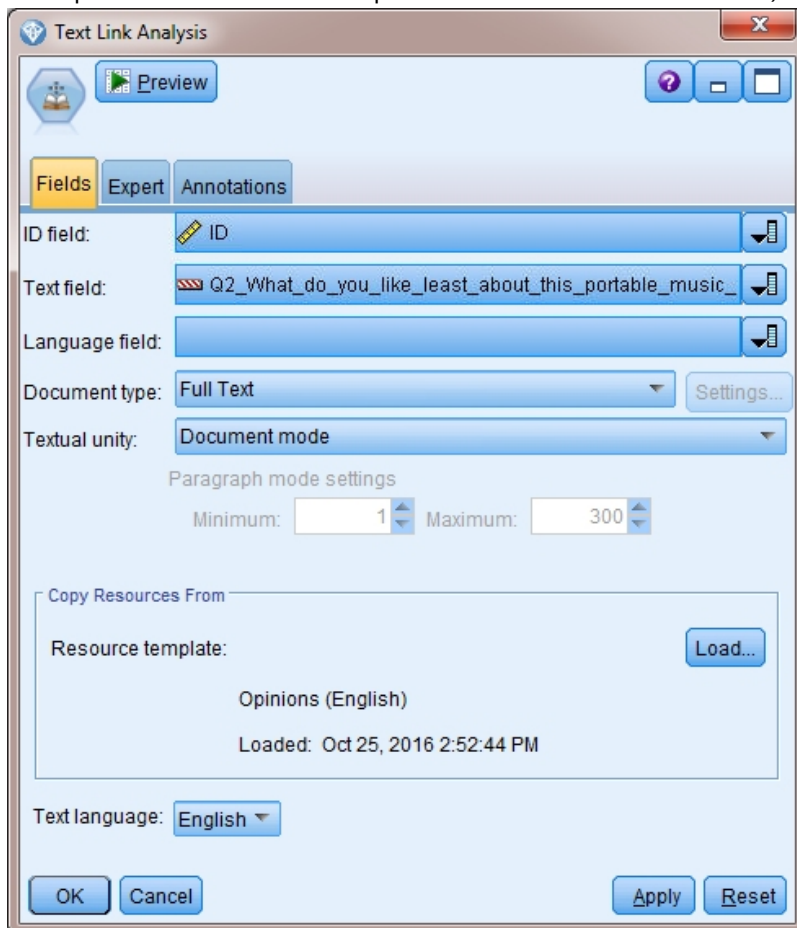 Text Link Analysis
Preview
Fields Expert Annotations
ID field: ID
Text field: Q2_What_do_you_like_least_about_this_portable_music_
Language field:
Document type: Full Text Settings...
Textual unity: Document mode
Paragraph mode settings
Minimum: 1 Maximum: 300
Copy Resources From
Resource template: Load...
Opinions (English)
Loaded: Oct 25, 2016 2:52:44 PM
Text language: English
OK Cancel Apply Reset